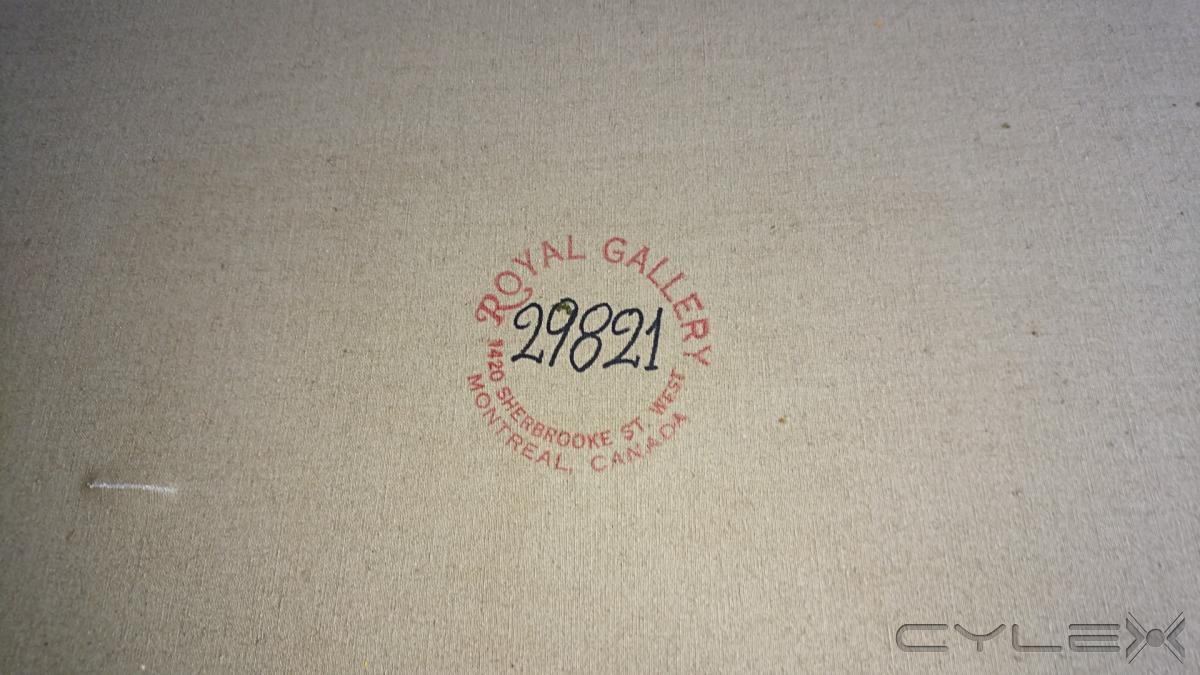 ROYAL GALLERY
29821
1420 SHERBROOKE ST WEST
MONTREAL, CANADA
CYLEX